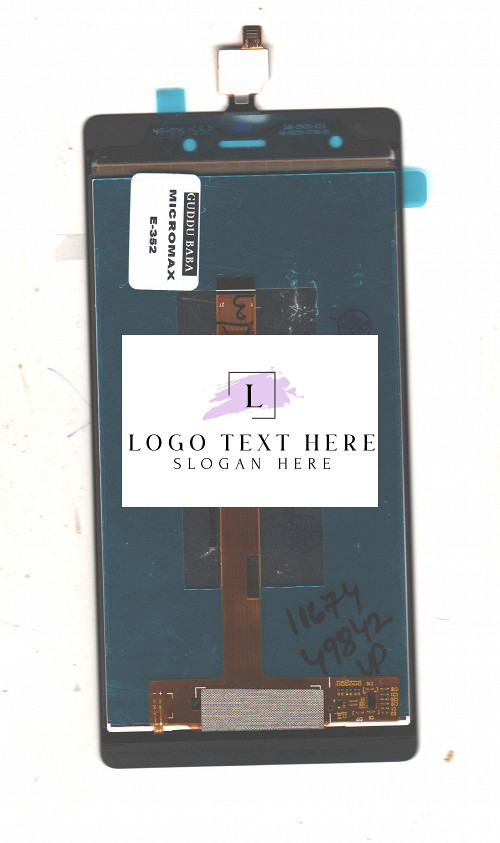 GUDDU BABA
MICROMAX
E-352
L
LOGO TEXT HERE
SLOGAN HERE
11674
49842
VP